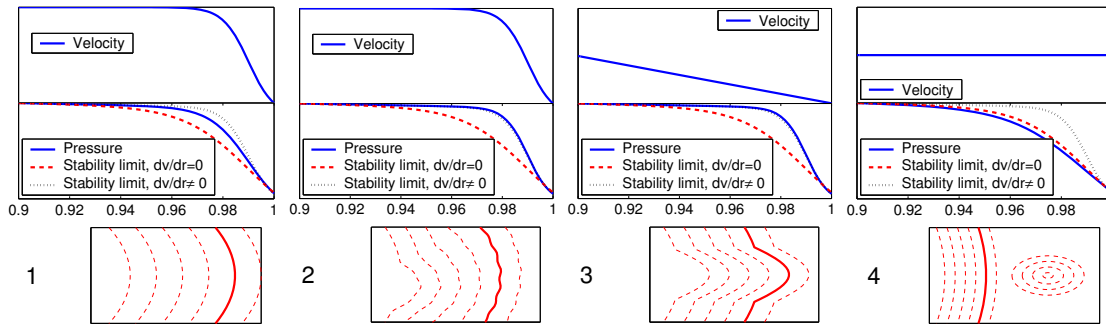 Velocity
Pressure
Stability limit, dv/dr=0
Stability limit, dv/dr≠ 0
0.9 0.92 0.94 0.96 0.98 1
1
Velocity
Pressure
Stability limit, dv/dr=0
Stability limit, dv/dr≠ 0
0.9 0.92 0.94 0.96 0.98 1
2
Velocity
Pressure
Stability limit, dv/dr=0
Stability limit, dv/dr≠ 0
0.9 0.92 0.94 0.96 0.98 1
3
Velocity
Pressure
Stability limit, dv/dr=0
Stability limit, dv/dr≠ 0
0.9 0.92 0.94 0.96 0.98
4